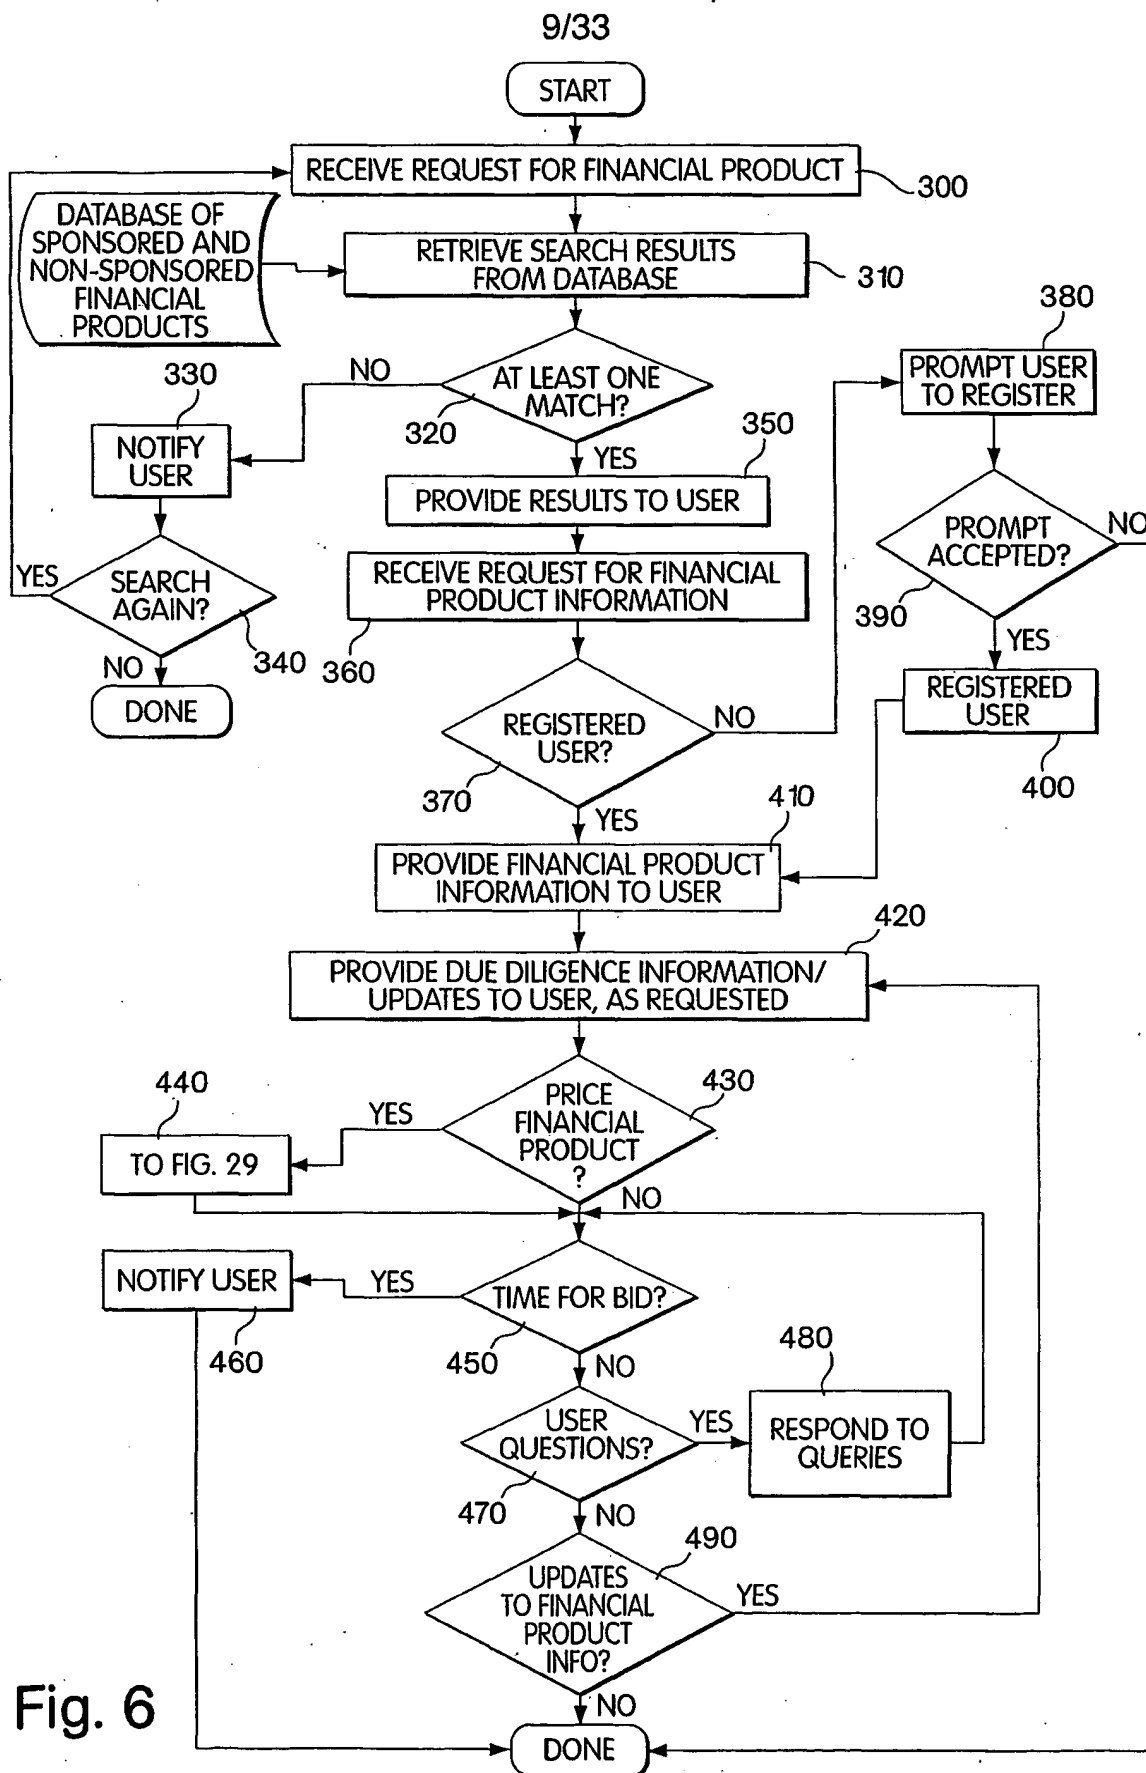 9/33
START
RECEIVE REQUEST FOR FINANCIAL PRODUCT
300
DATABASE OF
SPONSORED AND
NON-SPONSORED
FINANCIAL
PRODUCTS
RETRIEVE SEARCH RESULTS
FROM DATABASE
310
380
PROMPT USER
TO REGISTER
330
NO
AT LEAST ONE
MATCH?
320
350
YES
NOTIFY
USER
PROVIDE RESULTS TO USER
PROMPT
ACCEPTED?
NO
390
YES
SEARCH
AGAIN?
340
NO
DONE
RECEIVE REQUEST FOR FINANCIAL
PRODUCT INFORMATION
360
YES
REGISTERED
USER
400
REGISTERED
USER?
NO
370
YES
410
PROVIDE FINANCIAL PRODUCT
INFORMATION TO USER
420
PROVIDE DUE DILIGENCE INFORMATION/
UPDATES TO USER, AS REQUESTED
440
YES
PRICE
FINANCIAL
PRODUCT
?
430
TO FIG. 29
NO
NOTIFY USER
YES
TIME FOR BID?
460
450
NO
480
USER
QUESTIONS?
YES
RESPOND TO
QUERIES
470
NO
490
UPDATES
TO FINANCIAL
PRODUCT
INFO?
YES
NO
Fig. 6
DONE